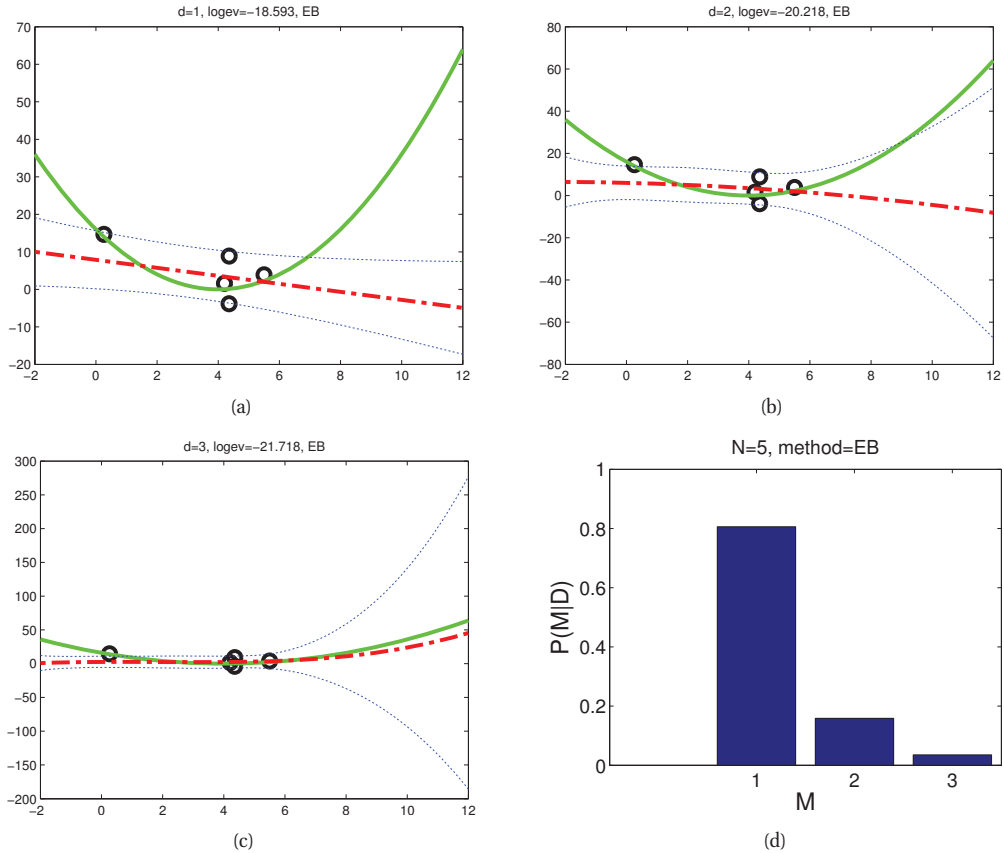 d=1, logev=−18.593, EB
70
60
50
40
30
20
10
0
−10
−20
−2 0 2 4 6 8 10 12
(a)
d=2, logev=−20.218, EB
80
60
40
20
0
−20
−40
−60
−80
−2 0 2 4 6 8 10 12
(b)
d=3, logev=−21.718, EB
300
250
200
150
100
50
0
−50
−100
−150
−200
−2 0 2 4 6 8 10 12
(c)
N=5, method=EB
1
0.8
0.6
0.4
0.2
0
P(M|D)
1 2 3
M
(d)